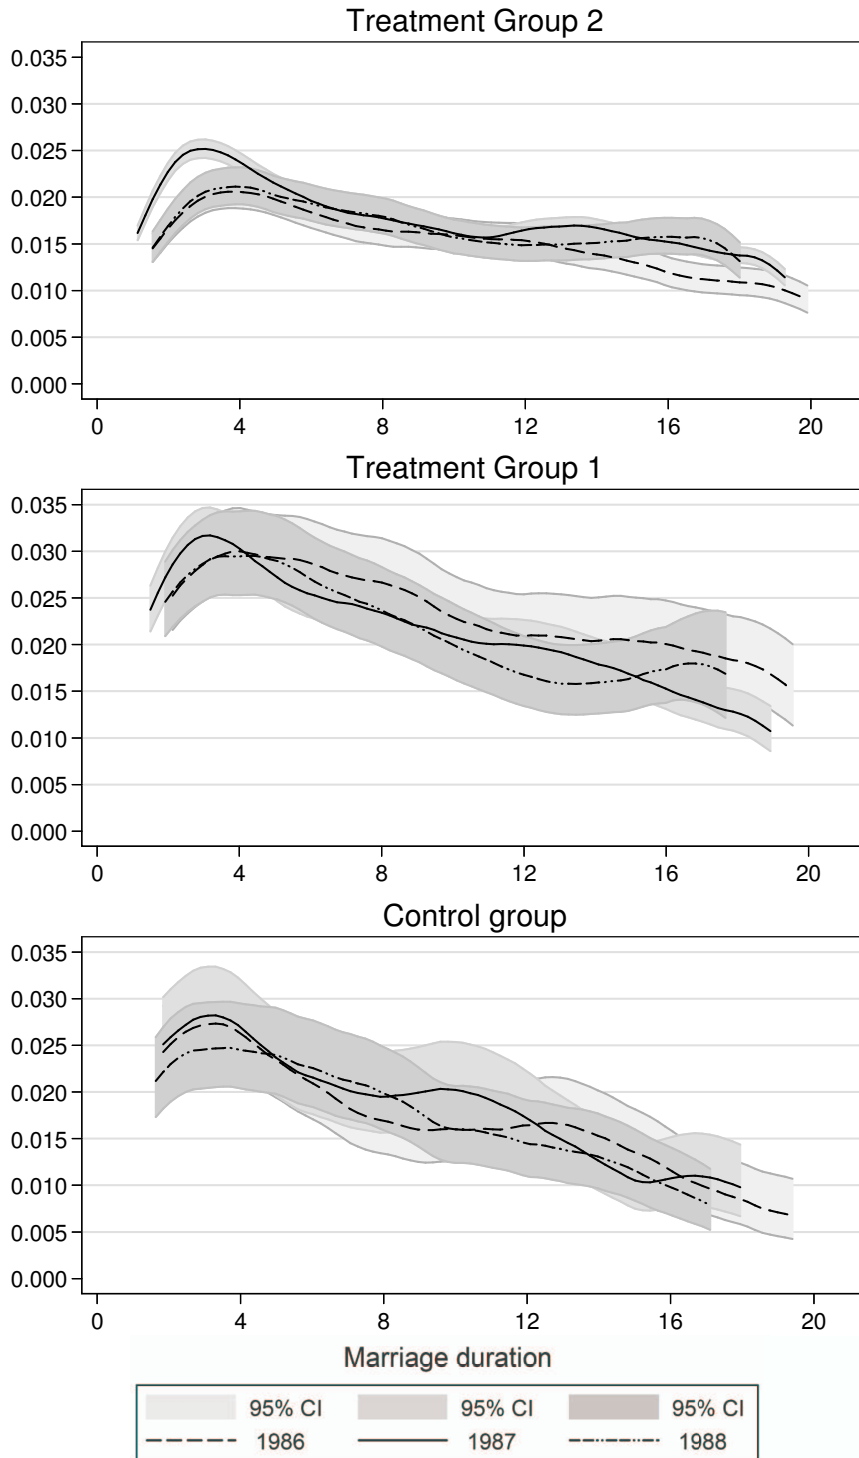 Treatment Group 2
0.035
0.030
0.025
0.020
0.015
0.010
0.005
0.000
0 4 8 12 16 20
Treatment Group 1
0.035
0.030
0.025
0.020
0.015
0.010
0.005
0.000
0 4 8 12 16 20
Control group
0.035
0.030
0.025
0.020
0.015
0.010
0.005
0.000
0 4 8 12 16 20
Marriage duration
95% CI 95% CI 95% CI
1986 1987 1988